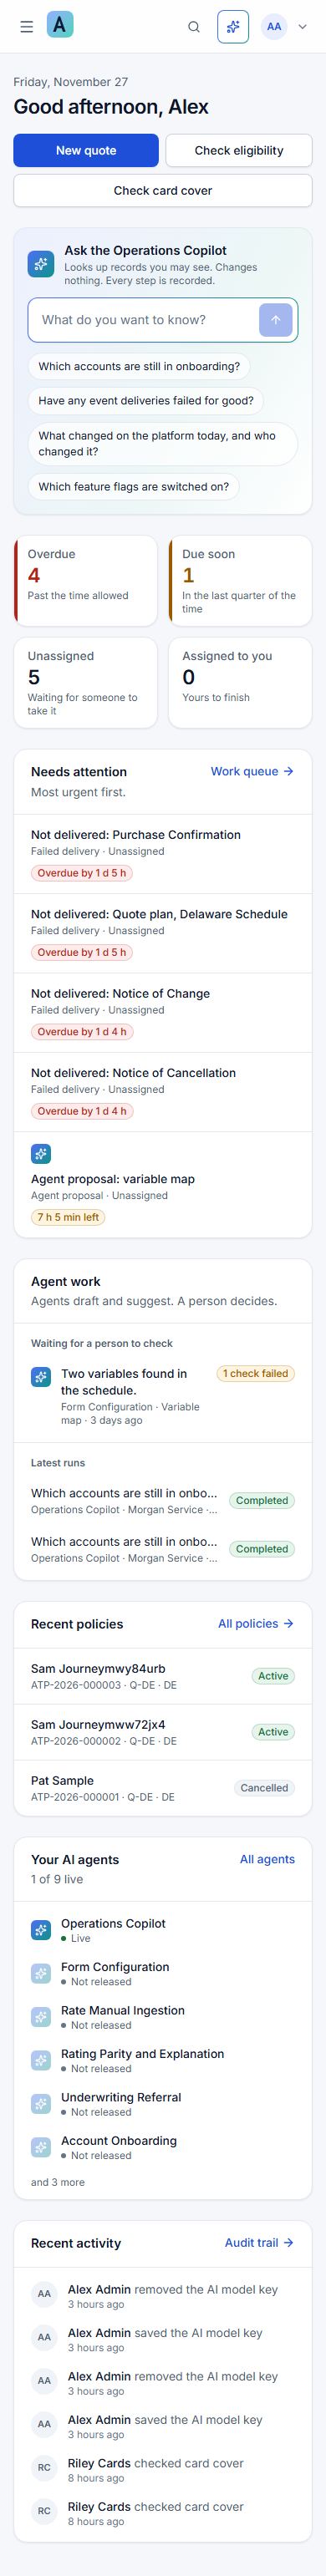 A
AA
Friday, November 27
Good afternoon, Alex
New quote
Check eligibility
Check card cover
Ask the Operations Copilot
Looks up records you may see. Changes
nothing. Every step is recorded.
What do you want to know?
Which accounts are still in onboarding?
Have any event deliveries failed for good?
What changed on the platform today, and who
changed it?
Which feature flags are switched on?
Overdue
4
Past the time allowed
Due soon
1
In the last quarter of the
time
Unassigned
5
Waiting for someone to
take it
Assigned to you
0
Yours to finish
Needs attention
Work queue →
Most urgent first.
Not delivered: Purchase Confirmation
Failed delivery · Unassigned
Overdue by 1 d 5 h
Not delivered: Quote plan, Delaware Schedule
Failed delivery · Unassigned
Overdue by 1 d 5 h
Not delivered: Notice of Change
Failed delivery · Unassigned
Overdue by 1 d 4 h
Not delivered: Notice of Cancellation
Failed delivery · Unassigned
Overdue by 1 d 4 h
Agent proposal: variable map
Agent proposal · Unassigned
7 h 5 min left
Agent work
Agents draft and suggest. A person decides.
Waiting for a person to check
Two variables found in
the schedule.
1 check failed
Form Configuration · Variable
map · 3 days ago
Latest runs
Which accounts are still in onbo...
Operations Copilot · Morgan Service ·...
Completed
Which accounts are still in onbo...
Operations Copilot · Morgan Service ·...
Completed
Recent policies
All policies →
Sam Journeymwy84urb
ATP-2026-000003 · Q-DE · DE
Active
Sam Journeymww72jx4
ATP-2026-000002 · Q-DE · DE
Active
Pat Sample
ATP-2026-000001 · Q-DE · DE
Cancelled
Your AI agents
All agents
1 of 9 live
Operations Copilot
Live
Form Configuration
Not released
Rate Manual Ingestion
Not released
Rating Parity and Explanation
Not released
Underwriting Referral
Not released
Account Onboarding
Not released
and 3 more
Recent activity
Audit trail →
AA
Alex Admin removed the AI model key
3 hours ago
AA
Alex Admin saved the AI model key
3 hours ago
AA
Alex Admin removed the AI model key
3 hours ago
AA
Alex Admin saved the AI model key
3 hours ago
RC
Riley Cards checked card cover
8 hours ago
RC
Riley Cards checked card cover
8 hours ago